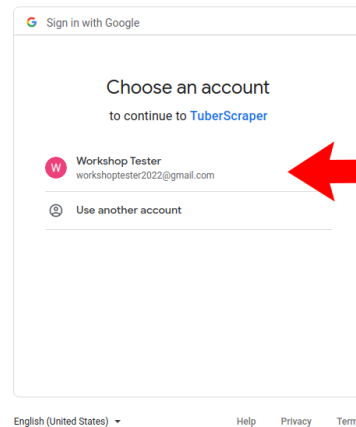 Sign in with Google
Choose an account
to continue to TuberScraper
W
Workshop Tester
workshoptester2022@gmail.com
Use another account
English (United States)
Help
Privacy